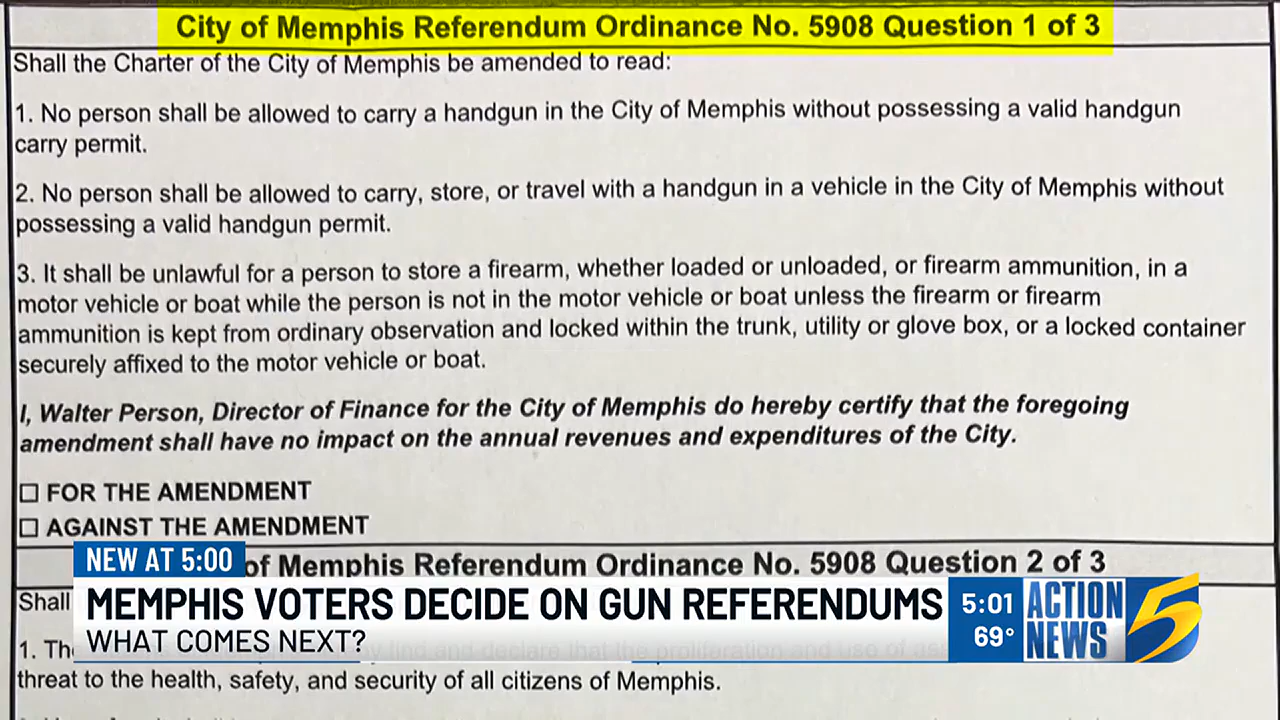 City of Memphis Referendum Ordinance No. 5908 Question 1 of 3
Shall the Charter of the City of Memphis be amended to read:
1. No person shall be allowed to carry a handgun in the City of Memphis without possessing a valid handgun
carry permit.
2. No person shall be allowed to carry, store, or travel with a handgun in a vehicle in the City of Memphis without
possessing a valid handgun permit.
3. It shall be unlawful for a person to store a firearm, whether loaded or unloaded, or firearm ammunition, in a
motor vehicle or boat while the person is not in the motor vehicle or boat unless the firearm or firearm
ammunition is kept from ordinary observation and locked within the trunk, utility or glove box, or a locked container
securely affixed to the motor vehicle or boat.
I, Walter Person, Director of Finance for the City of Memphis do hereby certify that the foregoing
amendment shall have no impact on the annual revenues and expenditures of the City.
☐ FOR THE AMENDMENT
☐ AGAINST THE AMENDMENT
NEW AT 5:00
of Memphis Referendum Ordinance No. 5908 Question 2 of 3
Shall
MEMPHIS VOTERS DECIDE ON GUN REFERENDUMS
WHAT COMES NEXT?
5:01
69°
ACTION
NEWS
5
1. find and declare that the proliferation and use of
threat to the health, safety, and security of all citizens of Memphis.